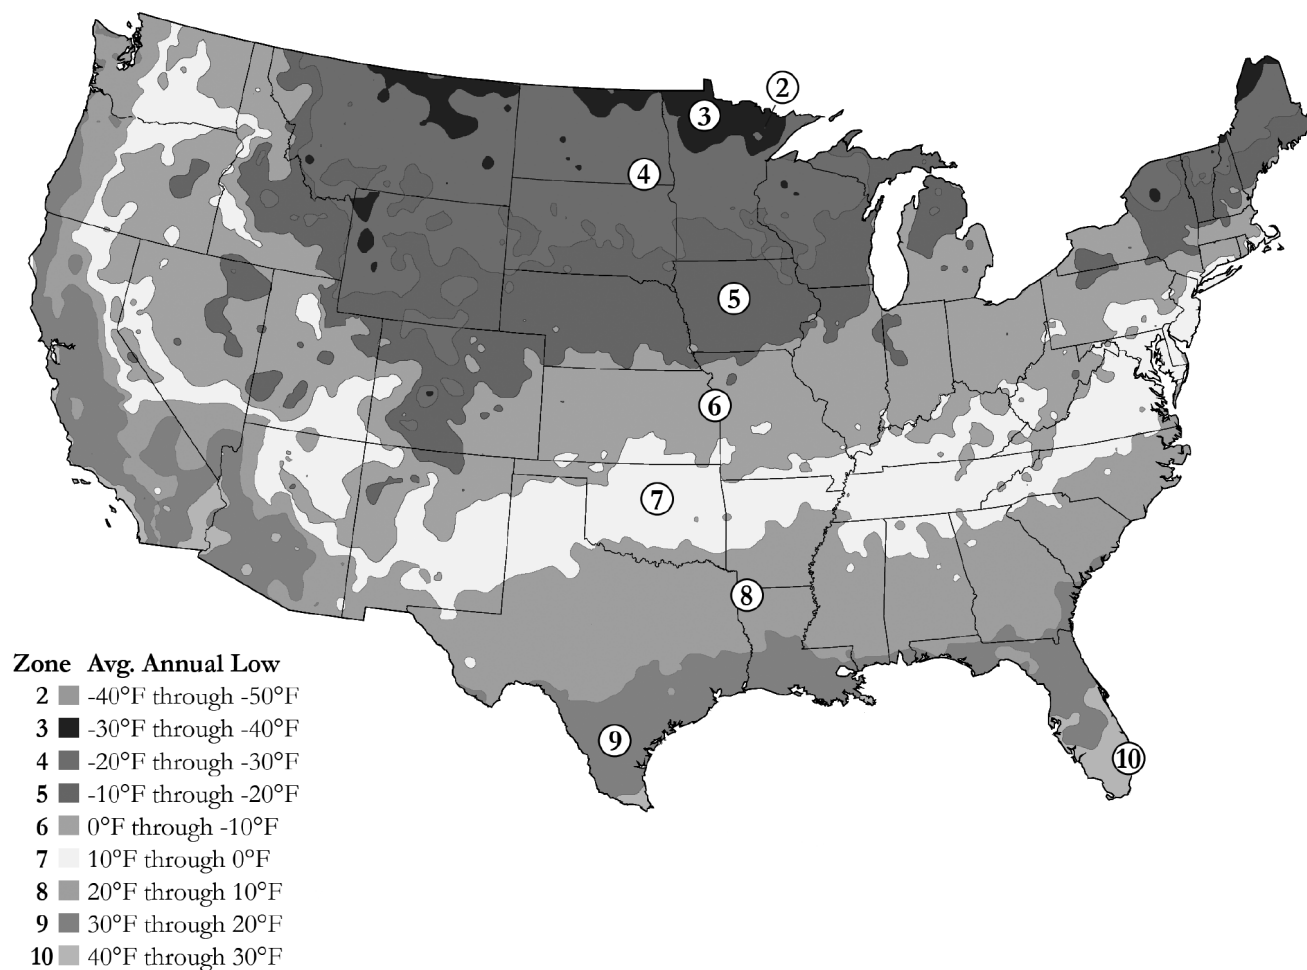 2
3
4
5
6
7
8
9
10
Zone Avg. Annual Low
2 -40°F through -50°F
3 -30°F through -40°F
4 -20°F through -30°F
5 -10°F through -20°F
6 0°F through -10°F
7 10°F through 0°F
8 20°F through 10°F
9 30°F through 20°F
10 40°F through 30°F